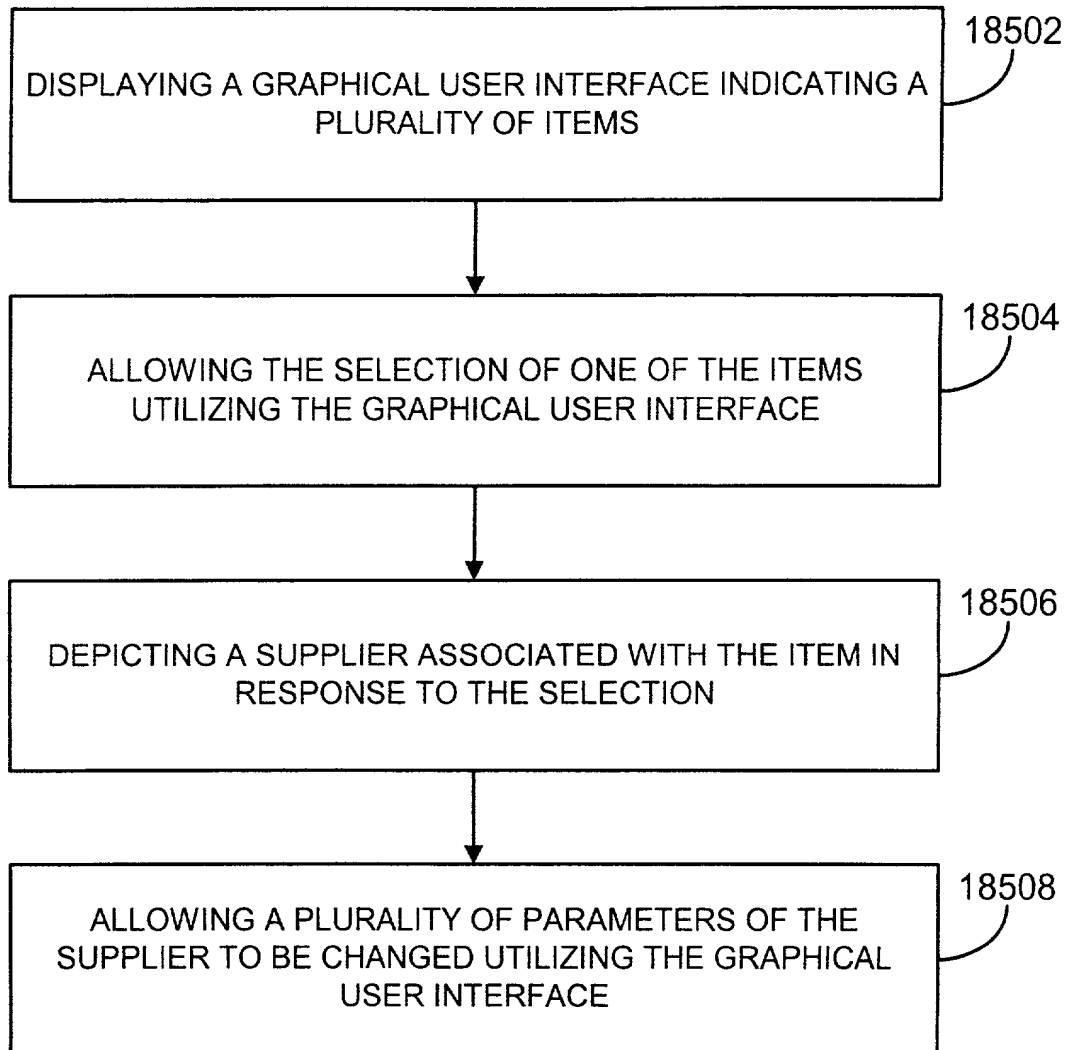 18502
DISPLAYING A GRAPHICAL USER INTERFACE INDICATING A
PLURALITY OF ITEMS
18504
ALLOWING THE SELECTION OF ONE OF THE ITEMS
UTILIZING THE GRAPHICAL USER INTERFACE
18506
DEPICTING A SUPPLIER ASSOCIATED WITH THE ITEM IN
RESPONSE TO THE SELECTION
18508
ALLOWING A PLURALITY OF PARAMETERS OF THE
SUPPLIER TO BE CHANGED UTILIZING THE GRAPHICAL
USER INTERFACE